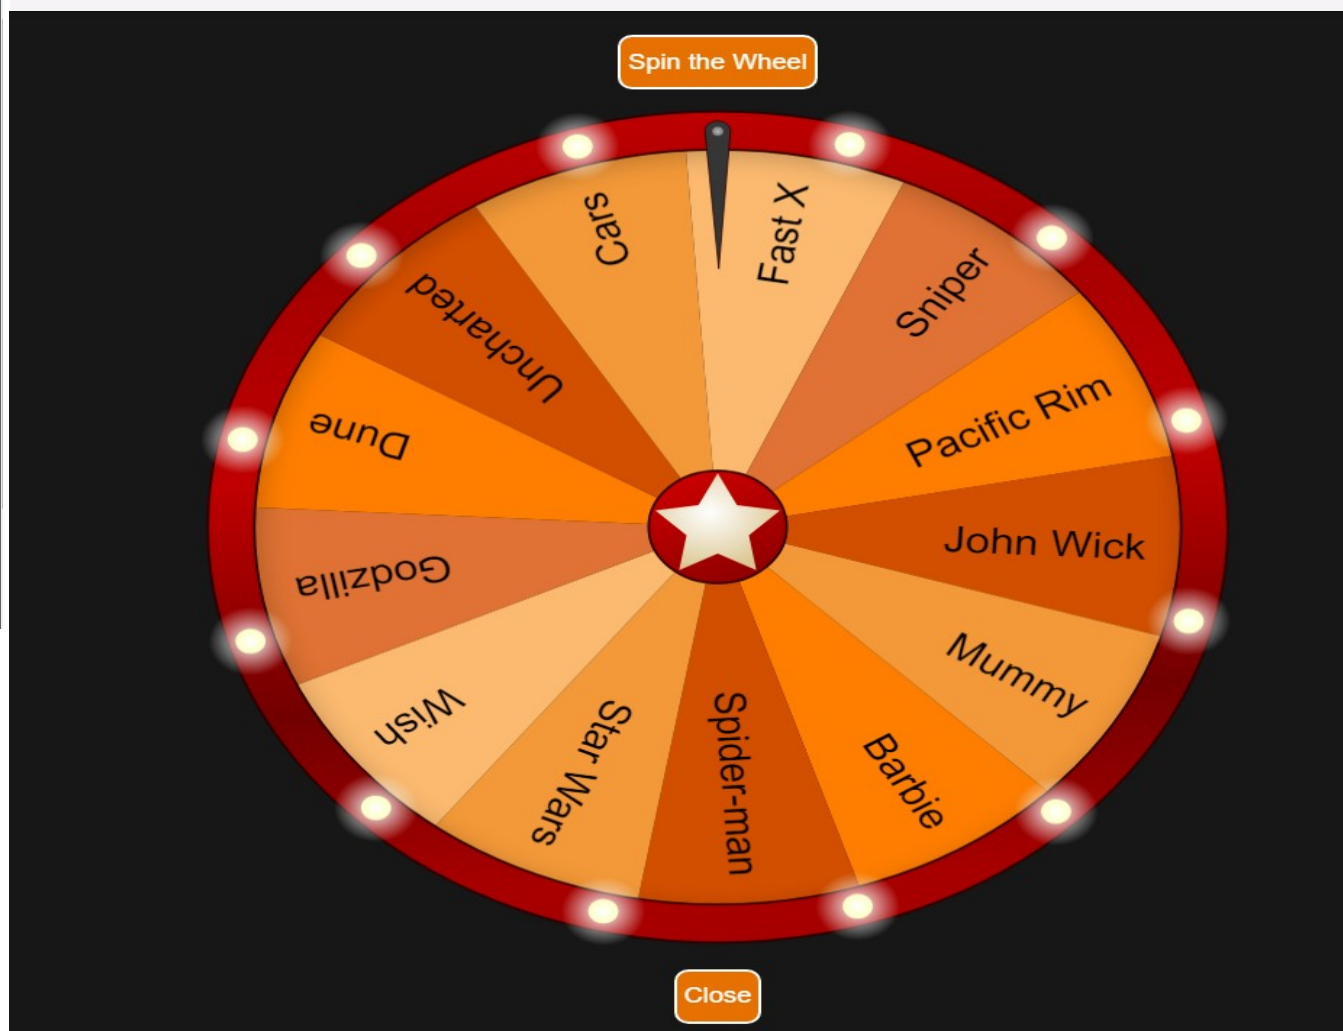 Spin the Wheel
Fast X
Sniper
Pacific Rim
John Wick
Mummy
Barbie
Spider-man
Star Wars
Wish
Godzilla
Dune
Uncharted
Cars
Close